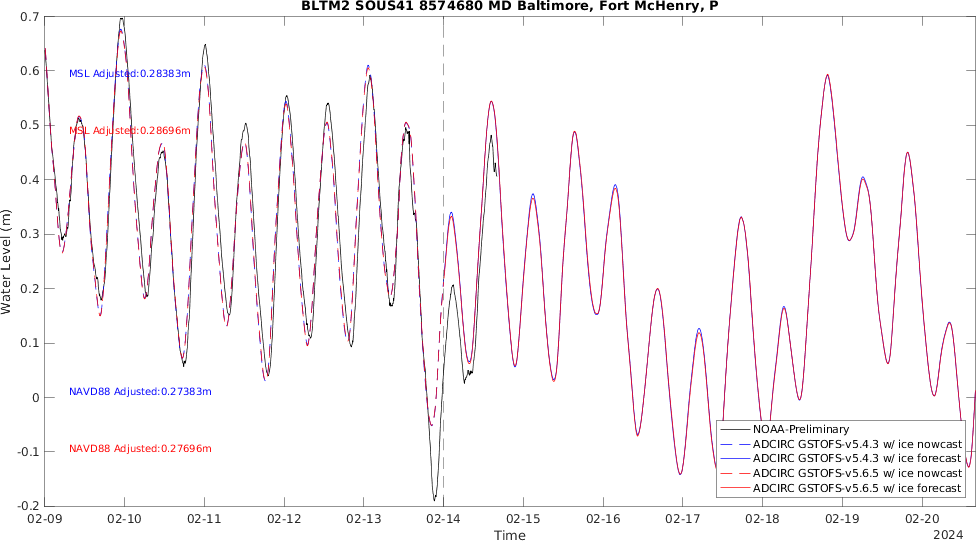 BLTM2 SOUS41 8574680 MD Baltimore, Fort McHenry, P
0.7
0.6
0.5
0.4
0.3
0.2
0.1
0
-0.1
-0.2
Water Level (m)
MSL Adjusted:0.28383m
MSL Adjusted:0.28696m
NAVD88 Adjusted:0.27383m
NAVD88 Adjusted:0.27696m
NOAA-Preliminary
ADCIRC GSTOFS-v5.4.3 w/ ice nowcast
ADCIRC GSTOFS-v5.4.3 w/ ice forecast
ADCIRC GSTOFS-v5.6.5 w/ ice nowcast
ADCIRC GSTOFS-v5.6.5 w/ ice forecast
02-09 02-10 02-11 02-12 02-13 02-14 02-15 02-16 02-17 02-18 02-19 02-20
Time
2024